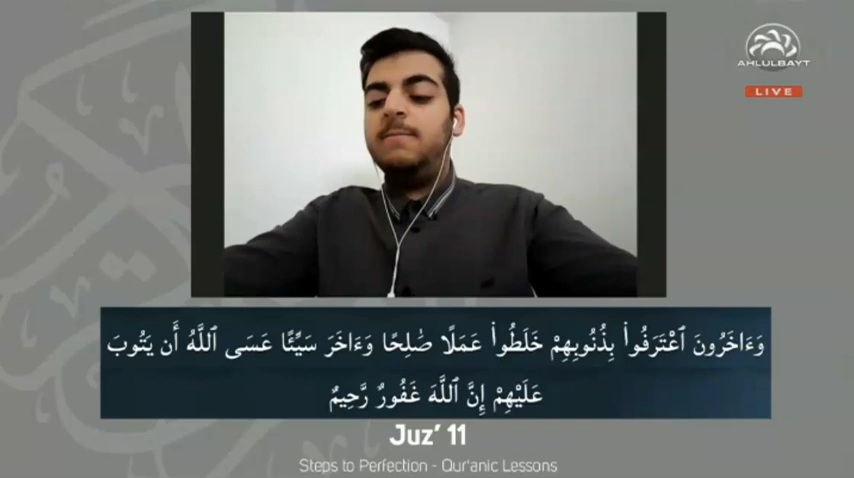 AHLULBAYT
LIVE
وَءَاخَرُونَ ٱعْتَرَفُوا۟ بِذُنُوبِهِمْ خَلَطُوا۟ عَمَلًا صَٰلِحًا وَءَاخَرَ سَيِّئًا عَسَى ٱللَّهُ أَن يَتُوبَ
عَلَيْهِمْ إِنَّ ٱللَّهَ غَفُورٌ رَّحِيمٌ
Juz’ 11
Steps to Perfection - Qur'anic Lessons